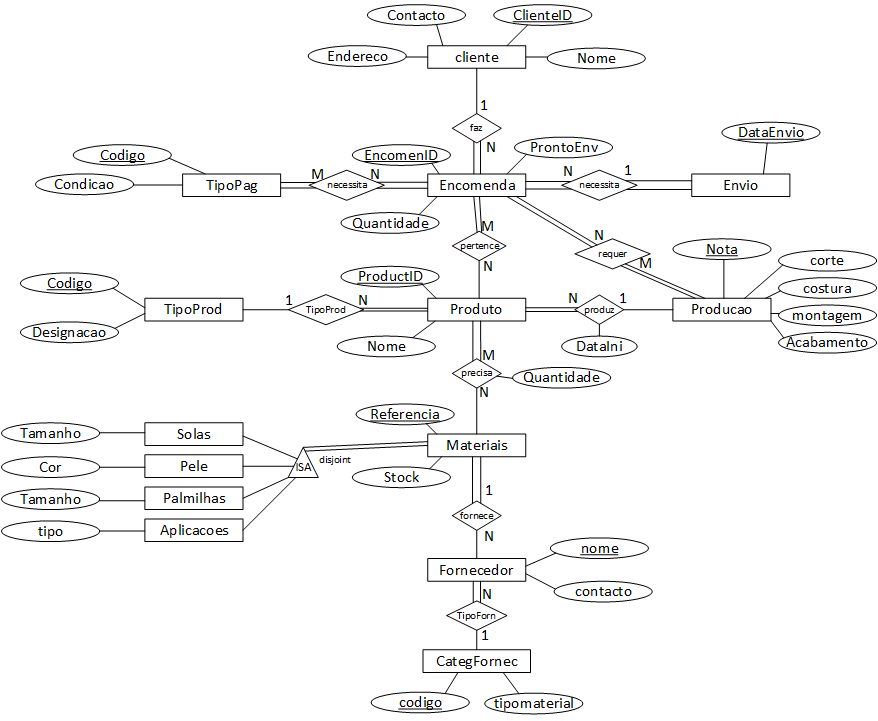 Contacto
ClienteID
Endereco
cliente
Nome
1
faz
N
Codigo
EncomenID
ProntoEnv
DataEnvio
Condicao
TipoPag
M
necessita
N
Encomenda
N
necessita
1
Envio
Quantidade
M
pertence
N
N
requer
M
Nota
corte
costura
montagem
Acabamento
Codigo
ProductID
TipoProd
1
TipoProd
N
Produto
N
produz
1
Producao
Designacao
Nome
DataIni
M
precisa
N
Quantidade
Referencia
Tamanho
Solas
Materiais
Cor
Pele
ISA
disjoint
Stock
Tamanho
Palmilhas
1
tipo
Aplicacoes
fornece
N
nome
Fornecedor
contacto
N
TipoForn
1
CategFornec
codigo
tipomaterial